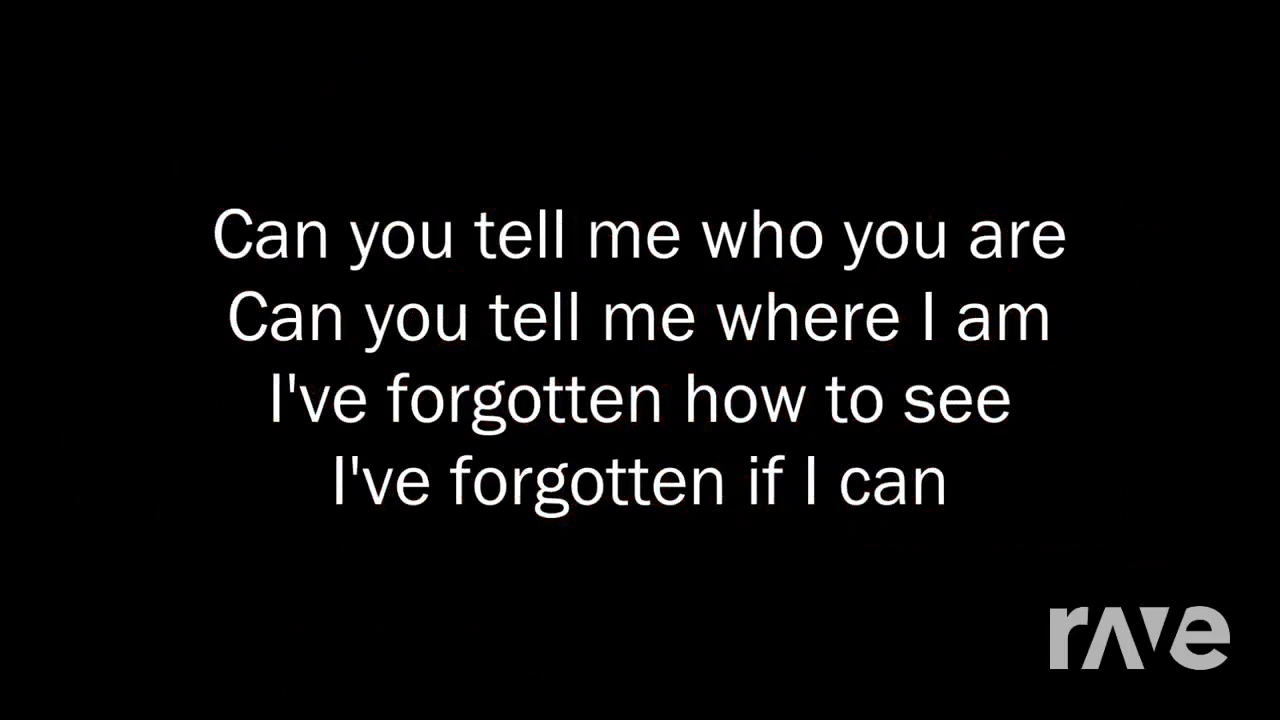 Can you tell me who you are
Can you tell me where I am
I've forgotten how to see
I've forgotten if I can
rave